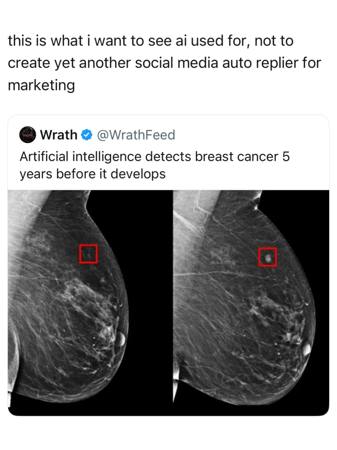 this is what i want to see ai used for, not to
create yet another social media auto replier for
marketing
Wrath @WrathFeed
Artificial intelligence detects breast cancer 5
years before it develops